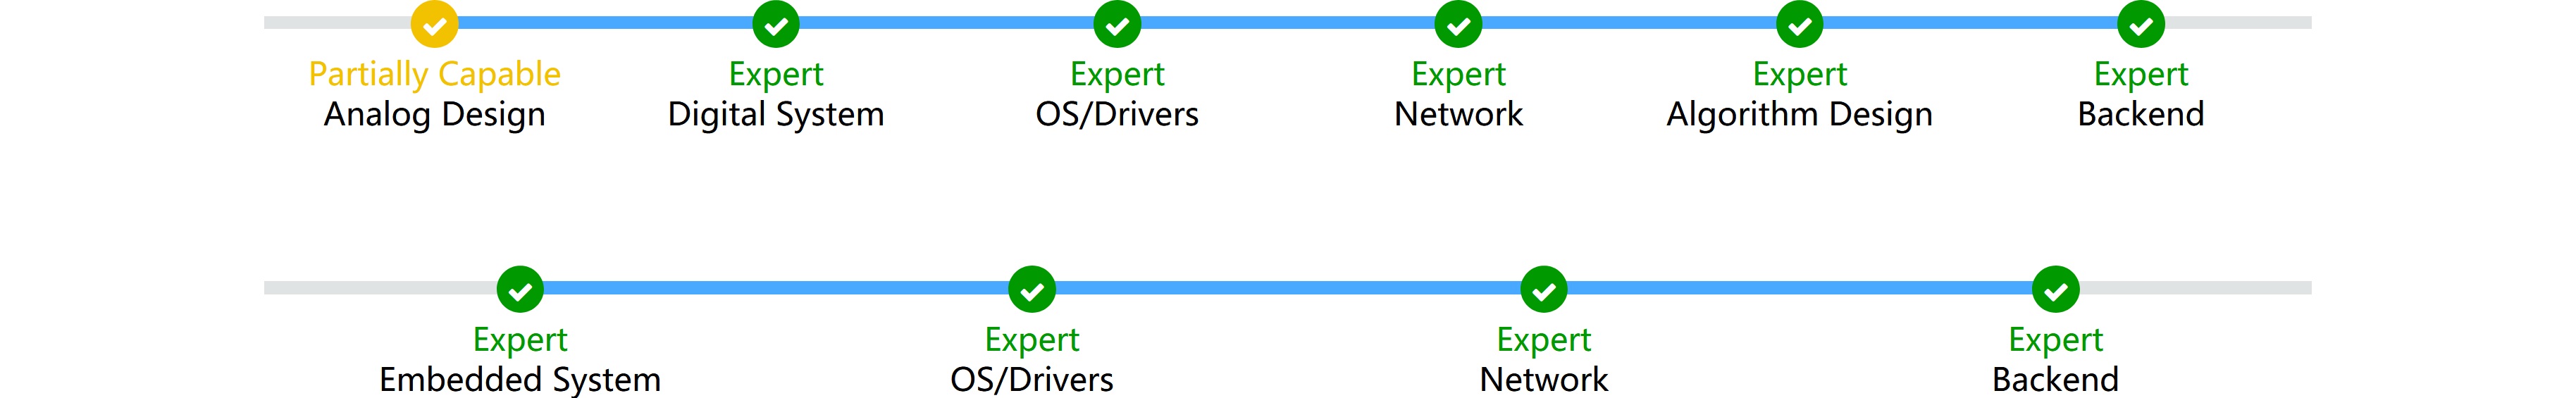 Partially Capable Expert Expert Expert Expert Expert
Analog Design Digital System OS/Drivers Network Algorithm Design Backend
Expert Expert Expert Expert
Embedded System OS/Drivers Network Backend